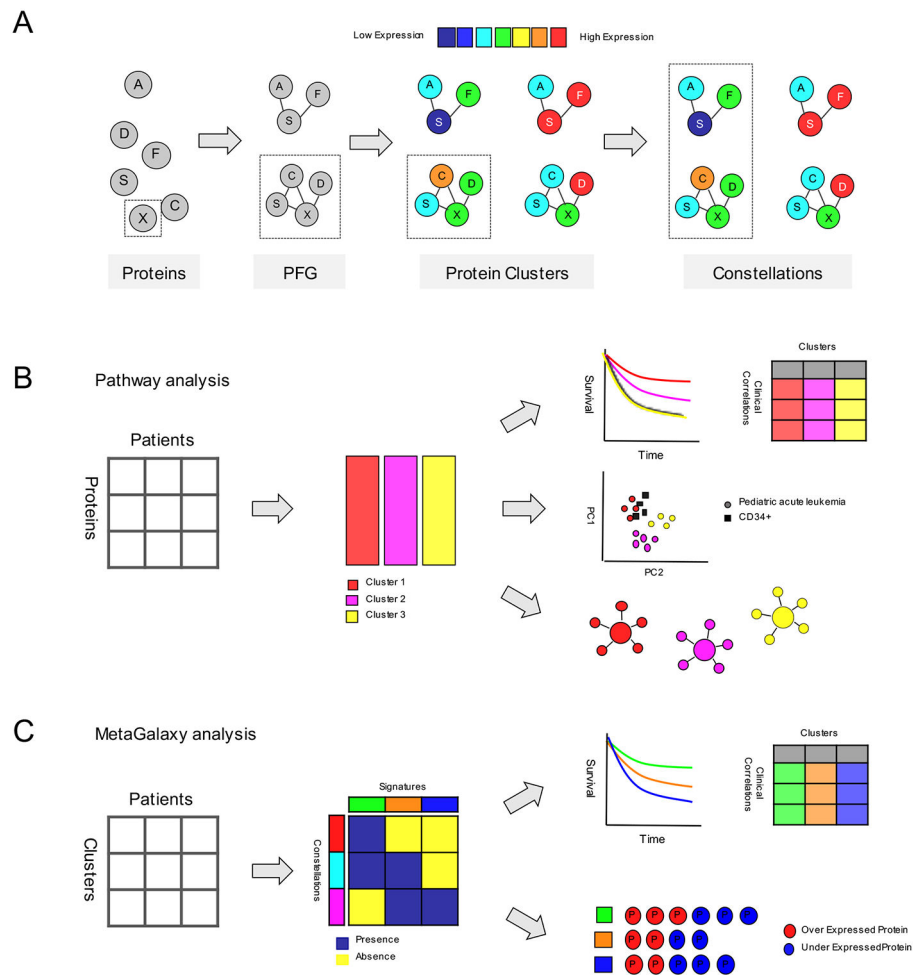 A
Low Expression
High Expression
A
D
F
S
X
C
A
F
S
C
D
S
X
A
F
S
C
D
S
X
A
F
S
C
D
S
X
A
F
S
C
D
S
X
A
F
S
C
D
S
X
Proteins
PFG
Protein Clusters
Constellations
B
Pathway analysis
Patients
Proteins
Cluster 1
Cluster 2
Cluster 3
Survival
Time
Clusters
Clinical
Correlations
PC1
PC2
Pediatric acute leukemia
CD34+
C
MetaGalaxy analysis
Patients
Clusters
Signatures
Constellations
Presence
Absence
Survival
Time
Clusters
Clinical
Correlations
P P P P P P
P P P P
P P P P P
Over Expressed Protein
Under ExpressedProtein